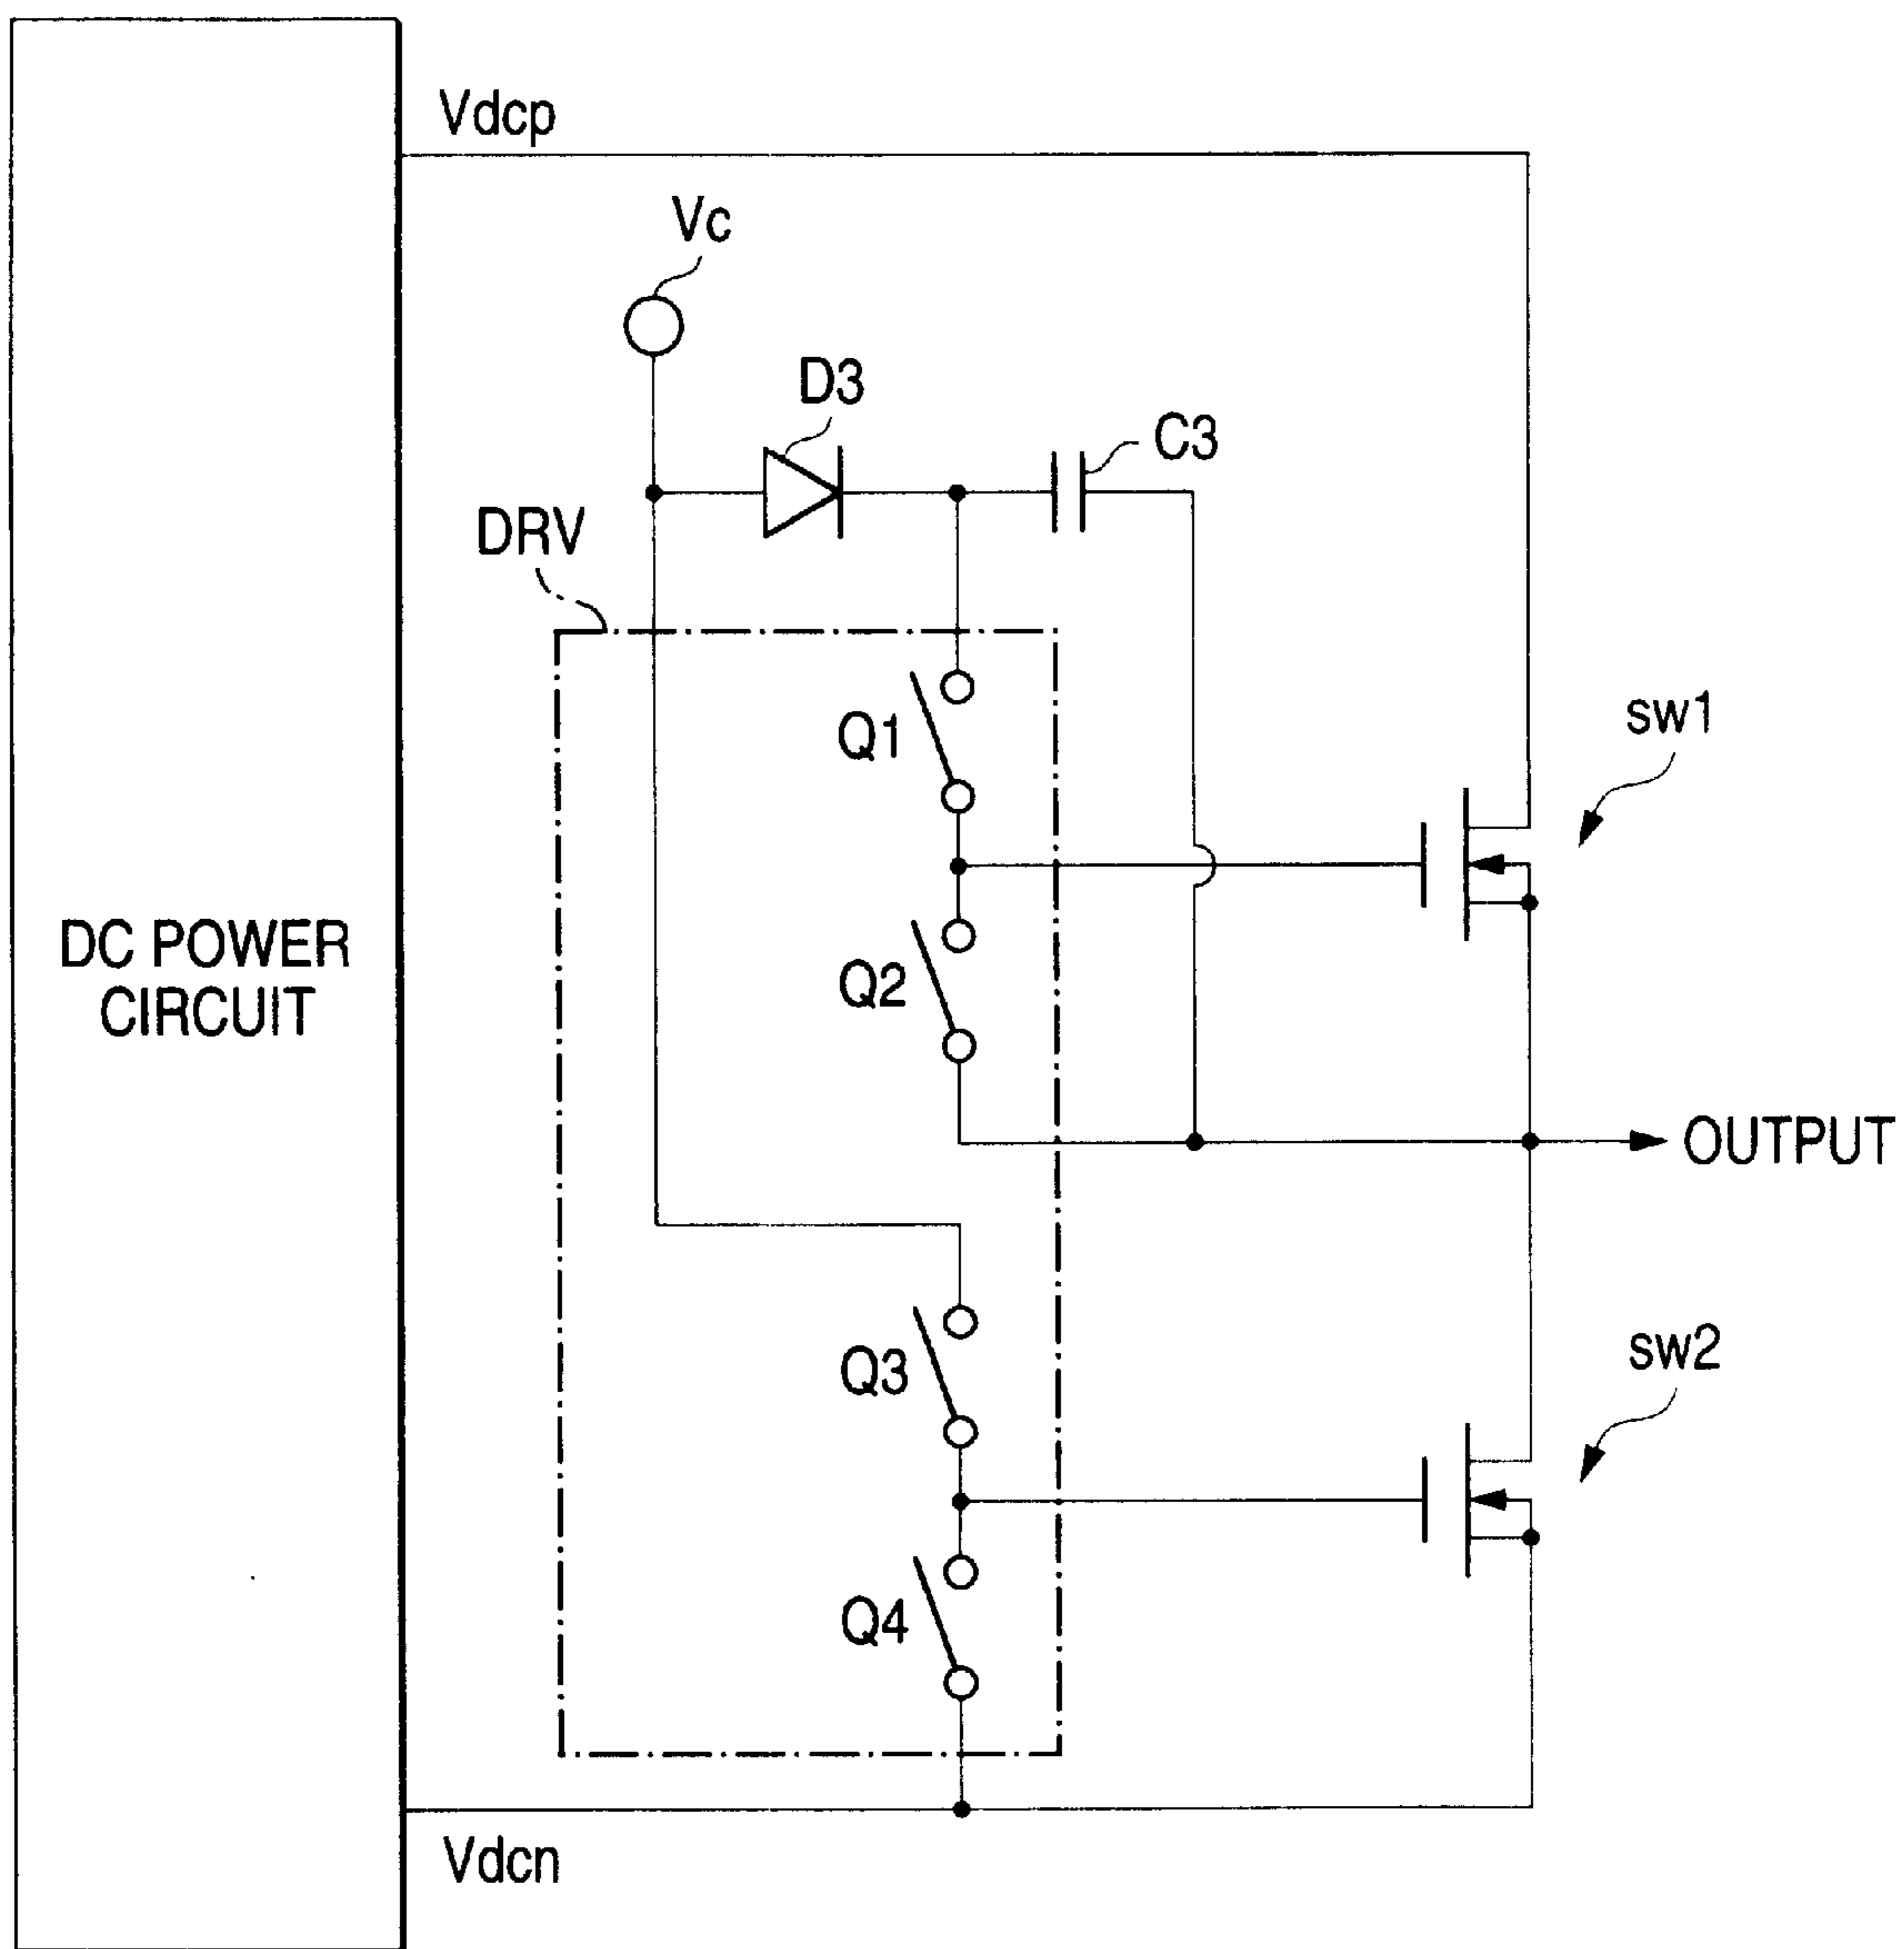 Vdcp
Vc
D3
C3
DRV
Q1
sw1
DC POWER
CIRCUIT
Q2
OUTPUT
Q3
sw2
Q4
Vdcn